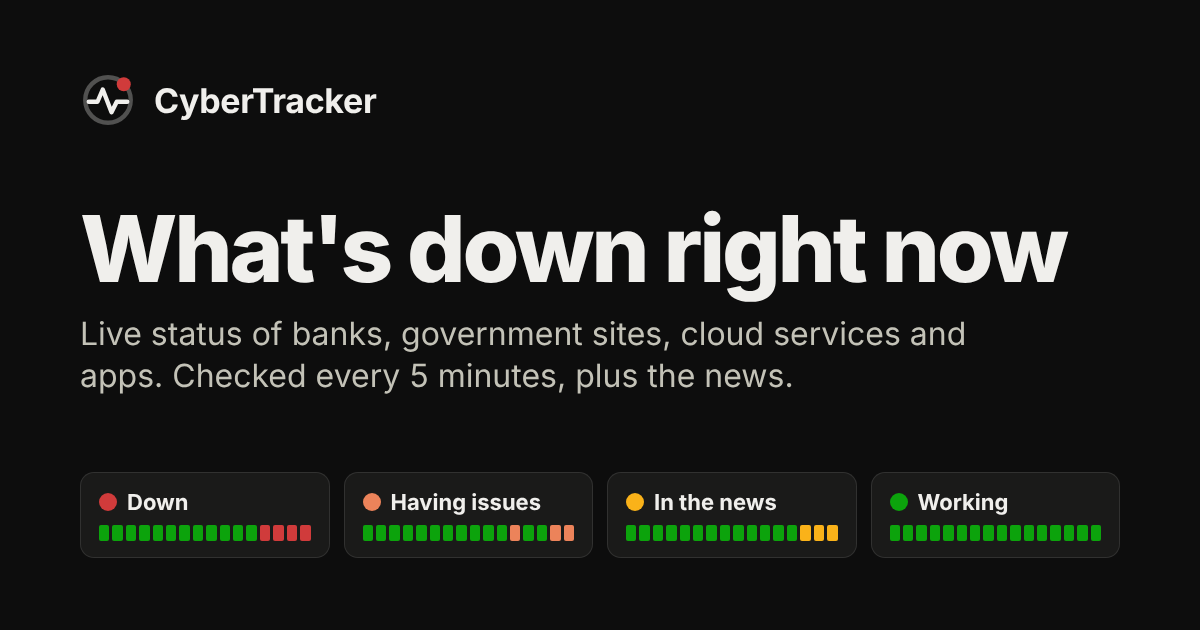 CyberTracker
What's down right now
Live status of banks, government sites, cloud services and
apps. Checked every 5 minutes, plus the news.
Down
Having issues
In the news
Working